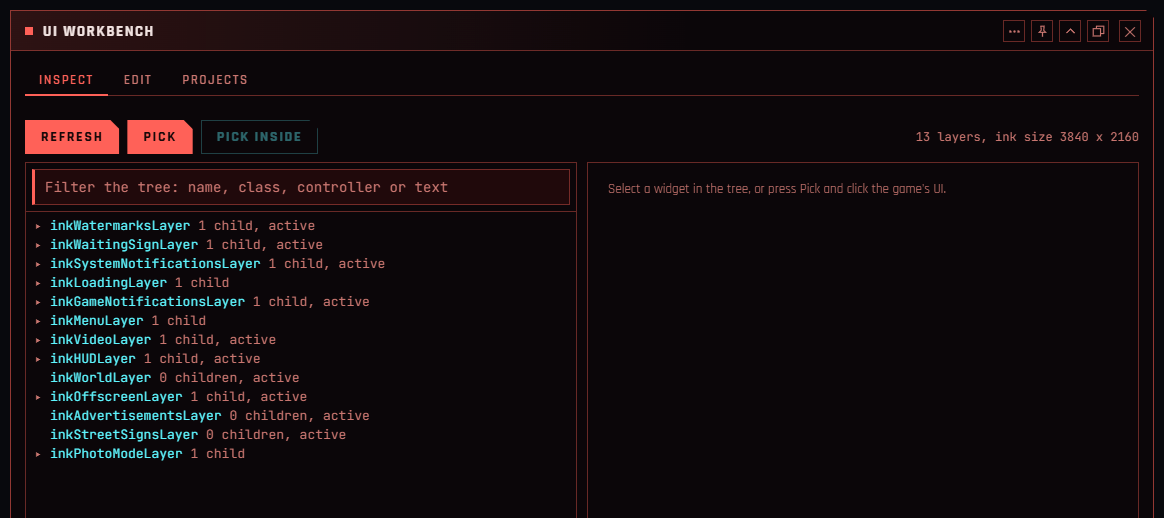 UI WORKBENCH
INSPECT EDIT PROJECTS
REFRESH PICK PICK INSIDE 13 layers, ink size 3840 x 2160
Filter the tree: name, class, controller or text
Select a widget in the tree, or press Pick and click the game's UI.
inkWatermarksLayer 1 child, active
inkWaitingSignLayer 1 child, active
inkSystemNotificationsLayer 1 child, active
inkLoadingLayer 1 child
inkGameNotificationsLayer 1 child, active
inkMenuLayer 1 child
inkVideoLayer 1 child, active
inkHUDLayer 1 child, active
inkWorldLayer 0 children, active
inkOffscreenLayer 1 child, active
inkAdvertisementsLayer 0 children, active
inkStreetSignsLayer 0 children, active
inkPhotoModeLayer 1 child